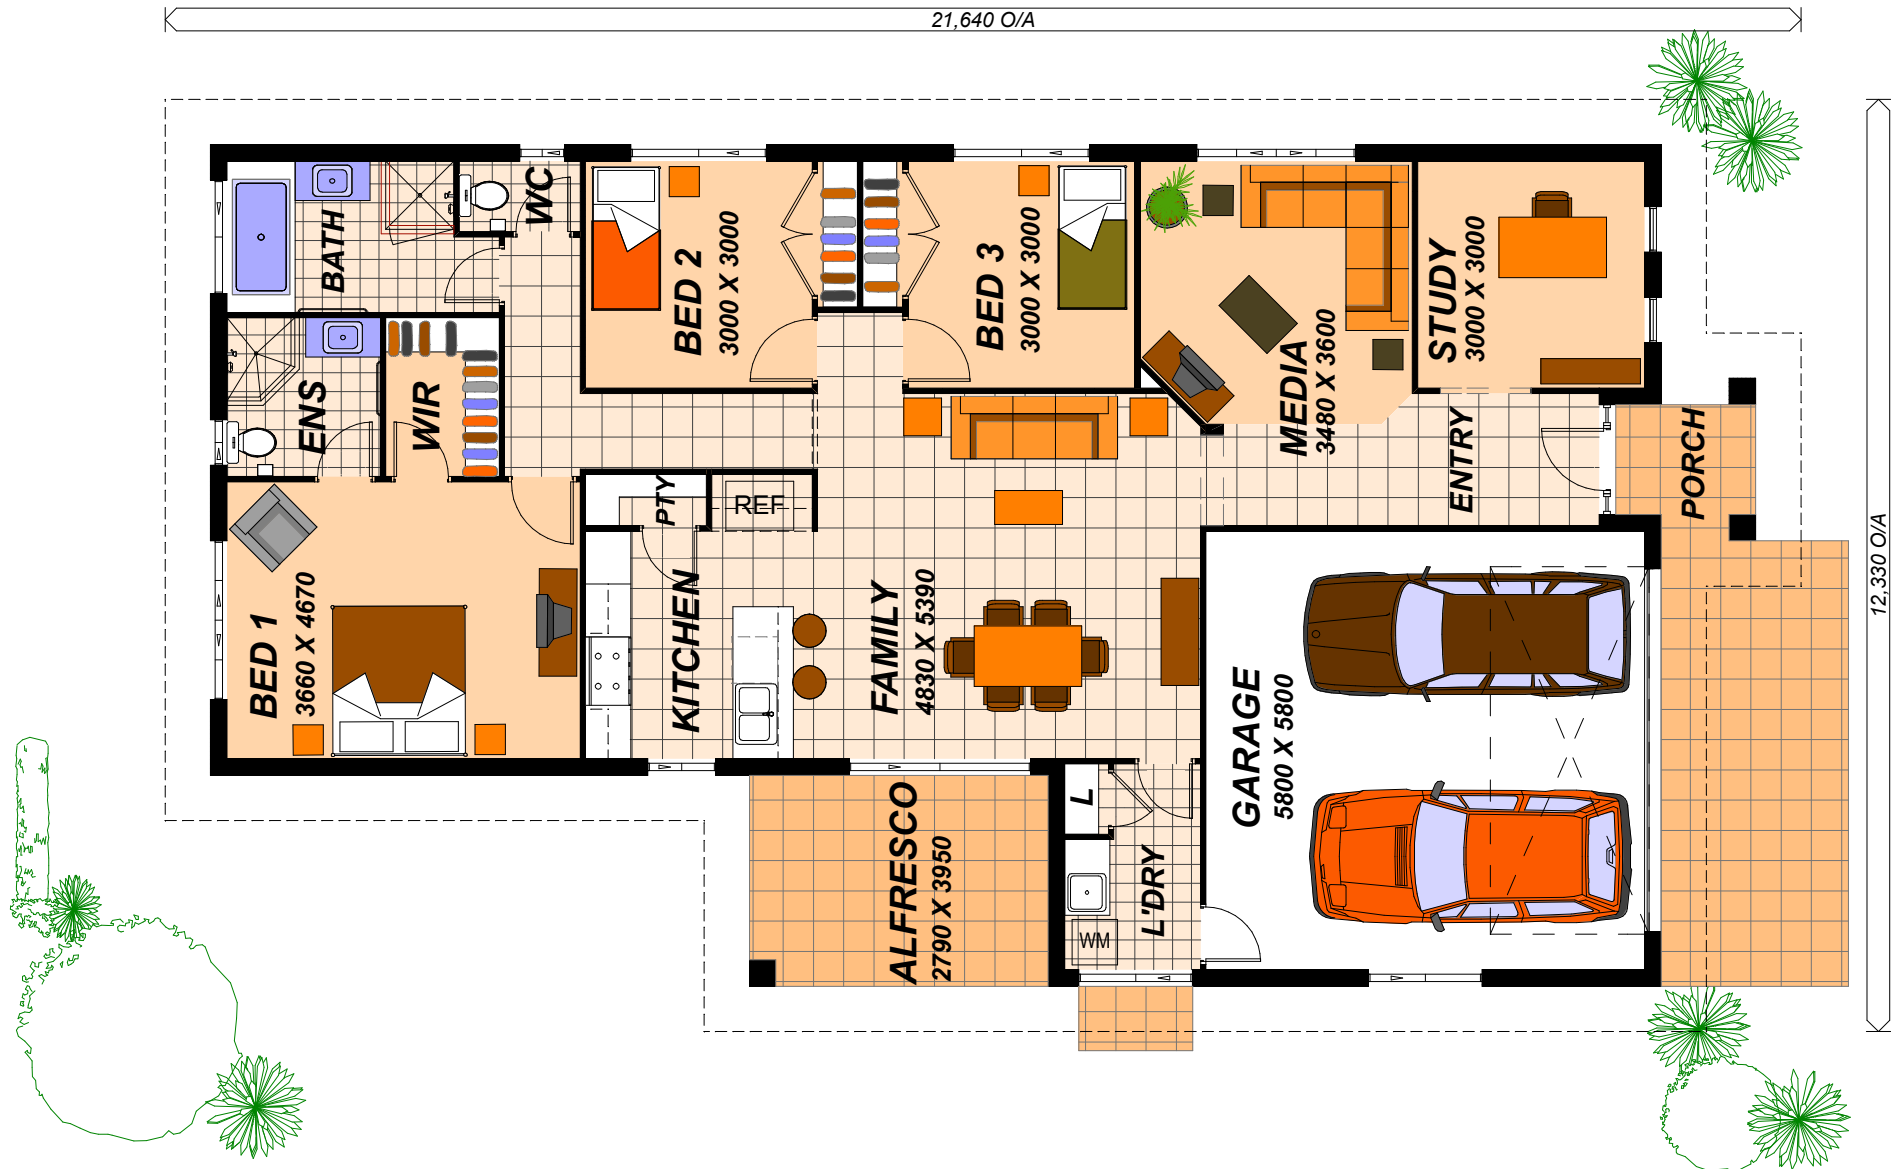 21,640 O/A
12,330 O/A
BATH
WC
BED 2
3000 X 3000
BED 3
3000 X 3000
MEDIA
3480 X 3600
STUDY
3000 X 3000
ENS
WIR
ENTRY
PORCH
PTY
REF
BED 1
3660 X 4670
KITCHEN
FAMILY
4830 X 5390
GARAGE
5800 X 5800
ALFRESCO
2790 X 3950
L
L'DRY
WM